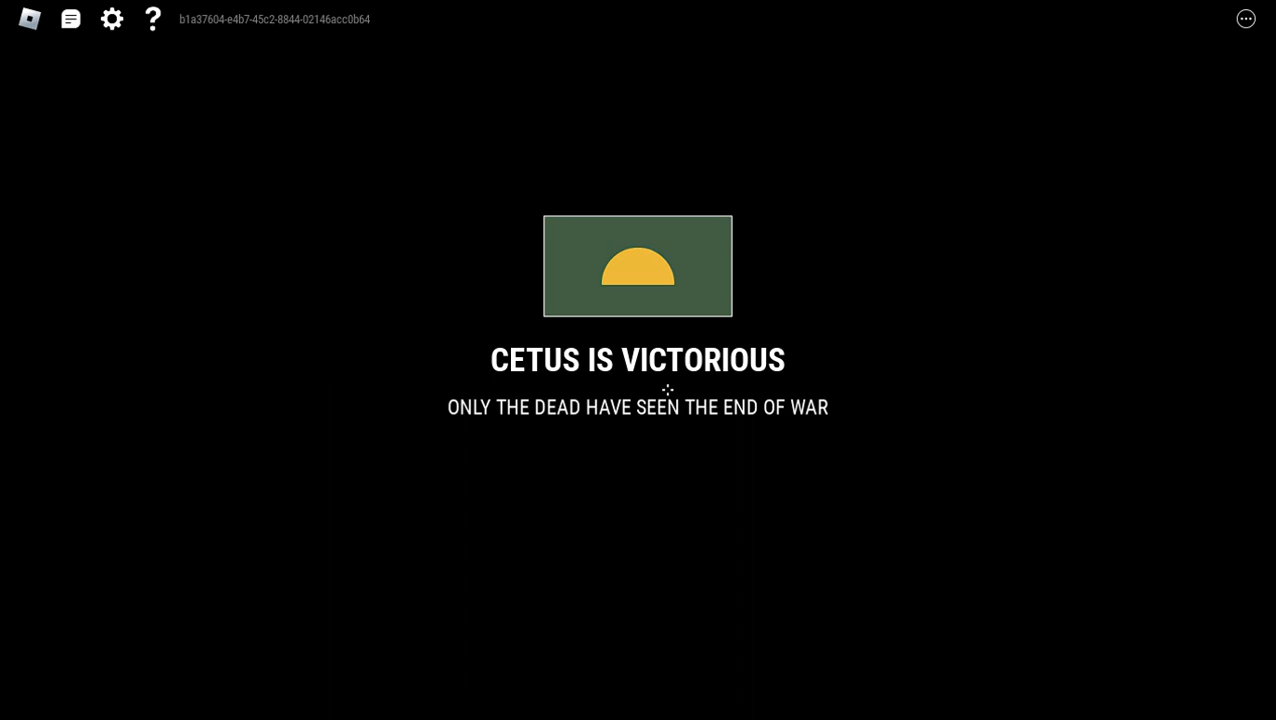 b1a37604-e4b7-45c2-8844-02146acc0b64
CETUS IS VICTORIOUS
ONLY THE DEAD HAVE SEEN THE END OF WAR